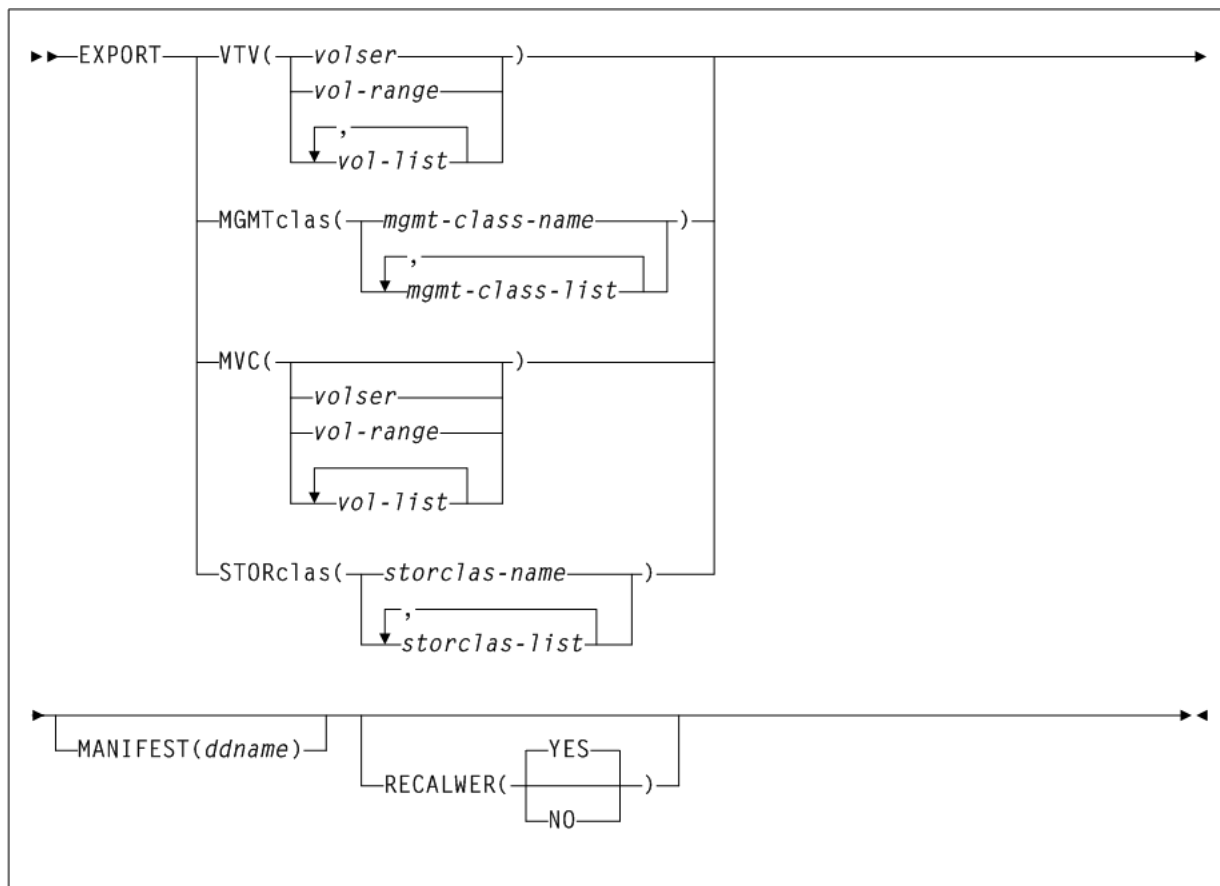 EXPORT VTV( volser )
vol-range
,
vol-list
MGMTclas( mgmt-class-name )
,
mgmt-class-list
MVC( )
volser
vol-range
vol-list
STORclas( storclas-name )
,
storclas-list
MANIFEST(ddname)
YES
RECALWER( )
NO